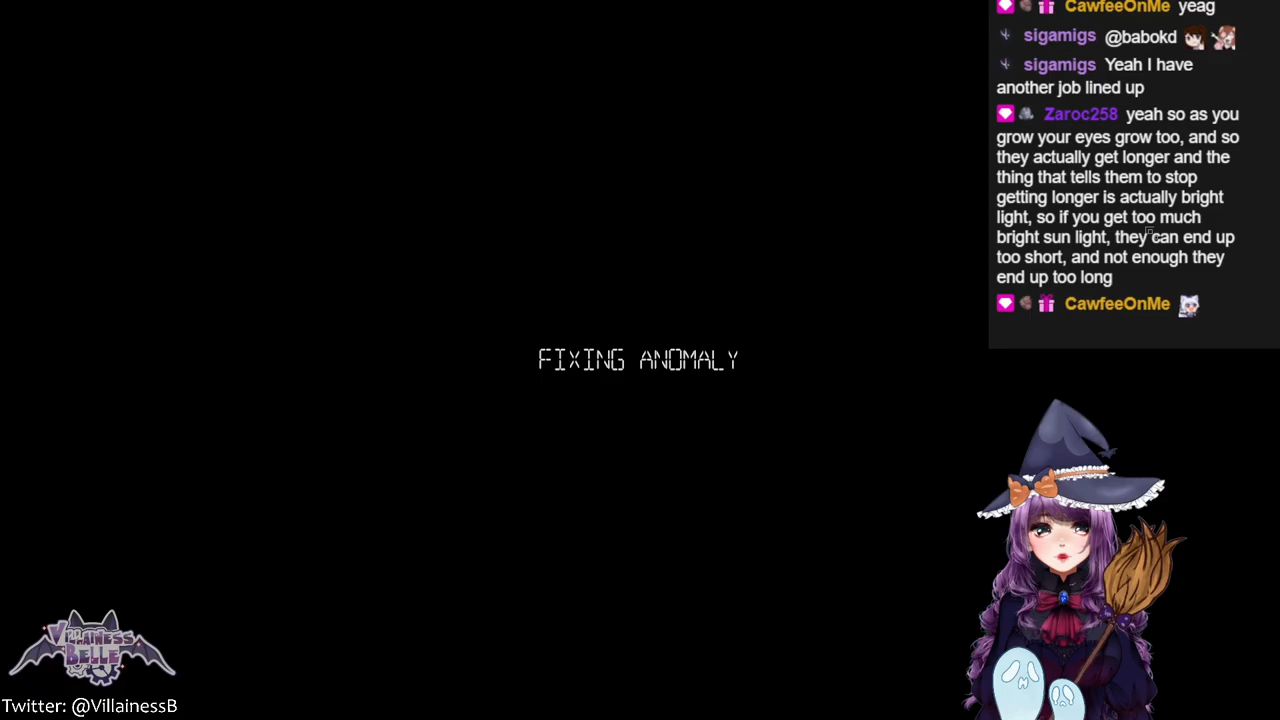 CawfeeOnMe yeag
sigamigs @babokd
sigamigs Yeah I have
another job lined up
Zaroc258 yeah so as you
grow your eyes grow too, and so
they actually get longer and the
thing that tells them to stop
getting longer is actually bright
light, so if you get too much
bright sun light, they can end up
too short, and not enough they
end up too long
CawfeeOnMe
FIXING ANOMALY
VILLAINESS
BELLE
Twitter: @VillainessB